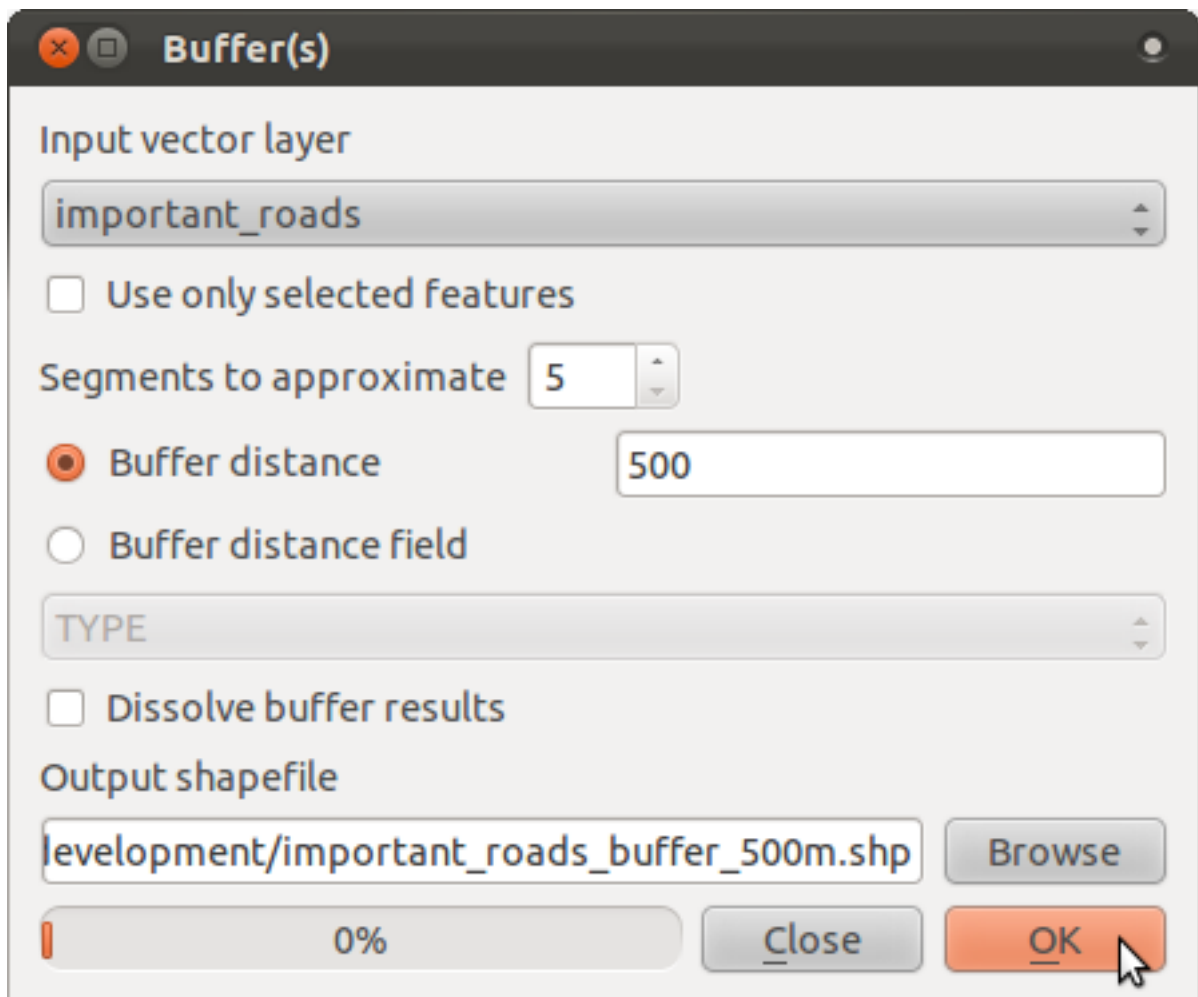 Buffer(s)
Input vector layer
important_roads
Use only selected features
Segments to approximate 5
Buffer distance 500
Buffer distance field
TYPE
Dissolve buffer results
Output shapefile
development/important_roads_buffer_500m.shp Browse
0% Close OK